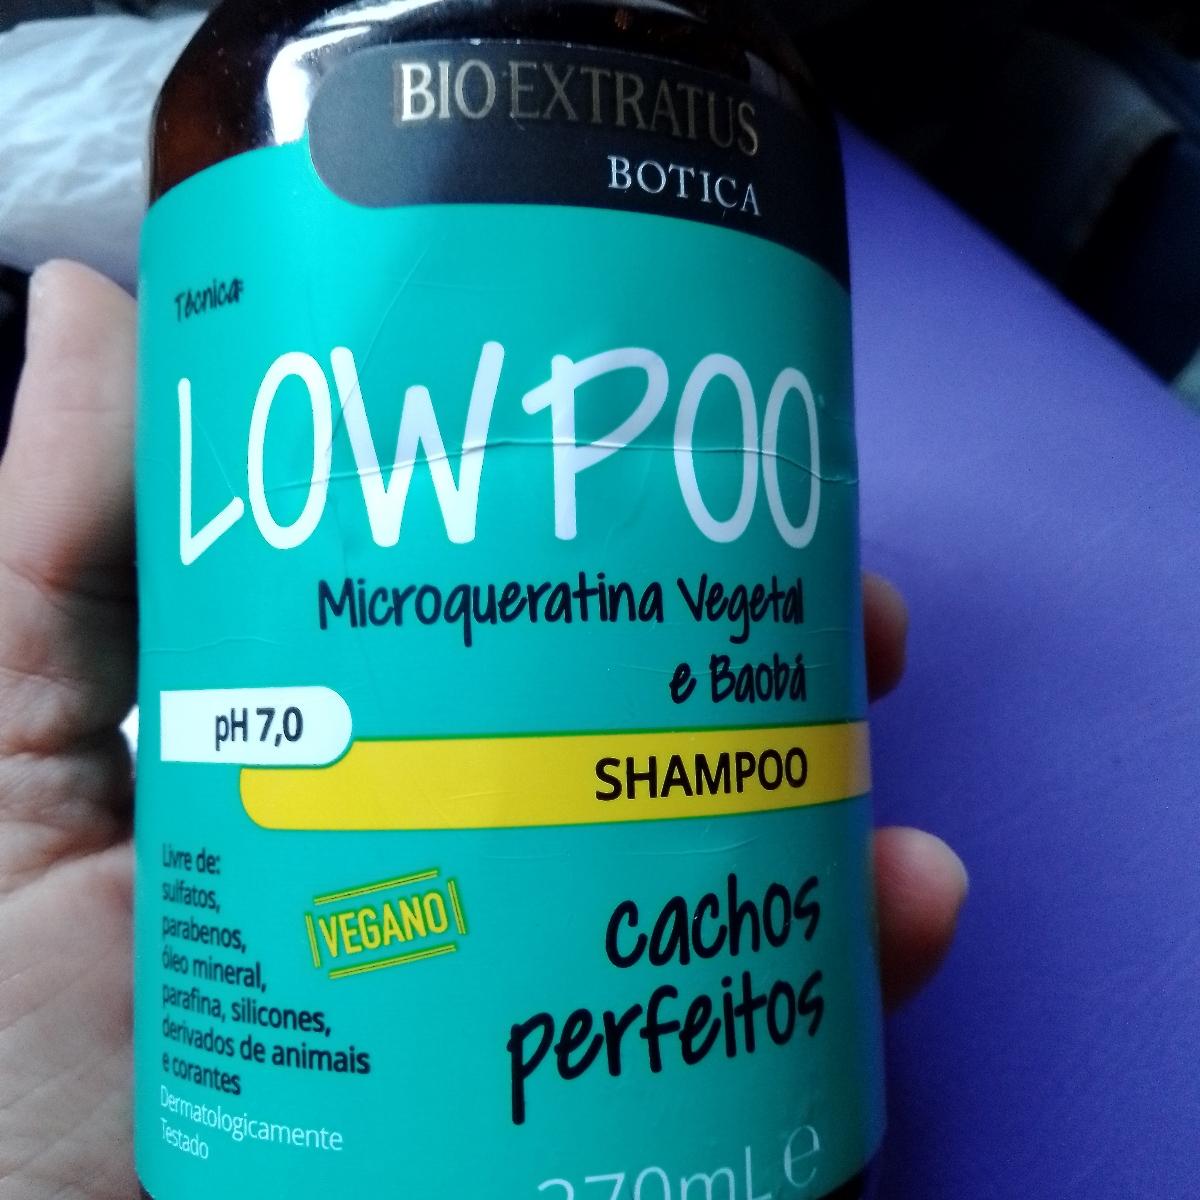 BIO EXTRATUS
BOTICA
Técnica:
LOW POO
Microqueratina Vegetal
e Baobá
pH 7,0
SHAMPOO
Livre de:
sulfatos,
parabenos,
óleo mineral,
parafina, silicones,
derivados de animais
e corantes
Dermatologicamente
Testado
VEGANO
cachos
perfeitos
270mL e